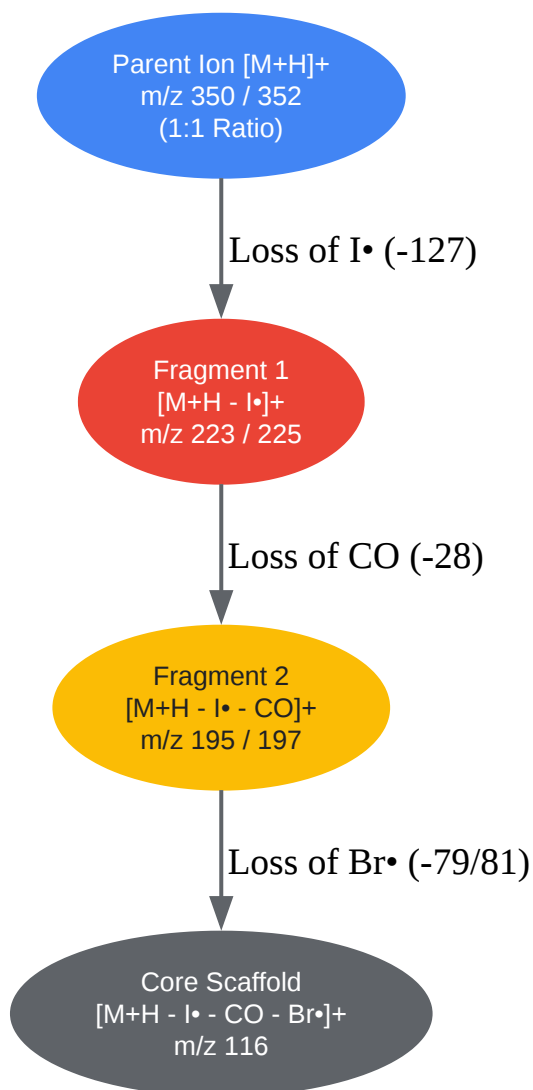 Parent Ion [M+H]+
m/z 350 / 352
(1:1 Ratio)
Loss of I• (-127)
Fragment 1
[M+H - I•]+
m/z 223 / 225
Loss of CO (-28)
Fragment 2
[M+H - I• - CO]+
m/z 195 / 197
Loss of Br• (-79/81)
Core Scaffold
[M+H - I• - CO - Br•]+
m/z 116